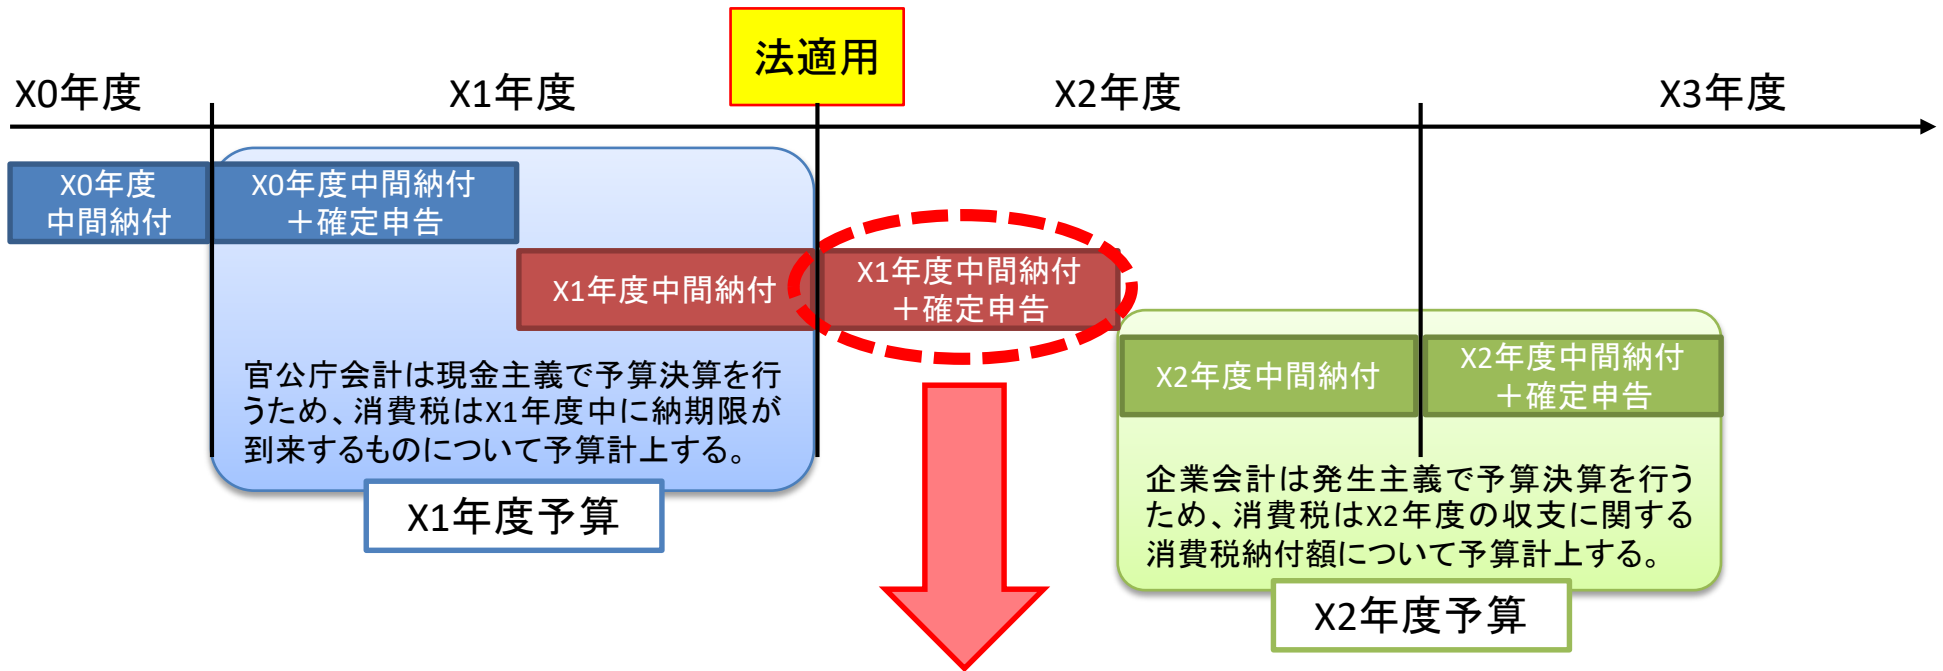 法適用
X0年度
X1年度
X2年度
X3年度
X0年度
中間納付
X0年度中間納付
＋確定申告
X1年度中間納付
X1年度中間納付
＋確定申告
X2年度中間納付
X2年度中間納付
＋確定申告
官公庁会計は現金主義で予算決算を行
うため、消費税はX1年度中に納期限が
到来するものについて予算計上する。
X1年度予算
企業会計は発生主義で予算決算を行う
ため、消費税はX2年度の収支に関する
消費税納付額について予算計上する。
X2年度予算